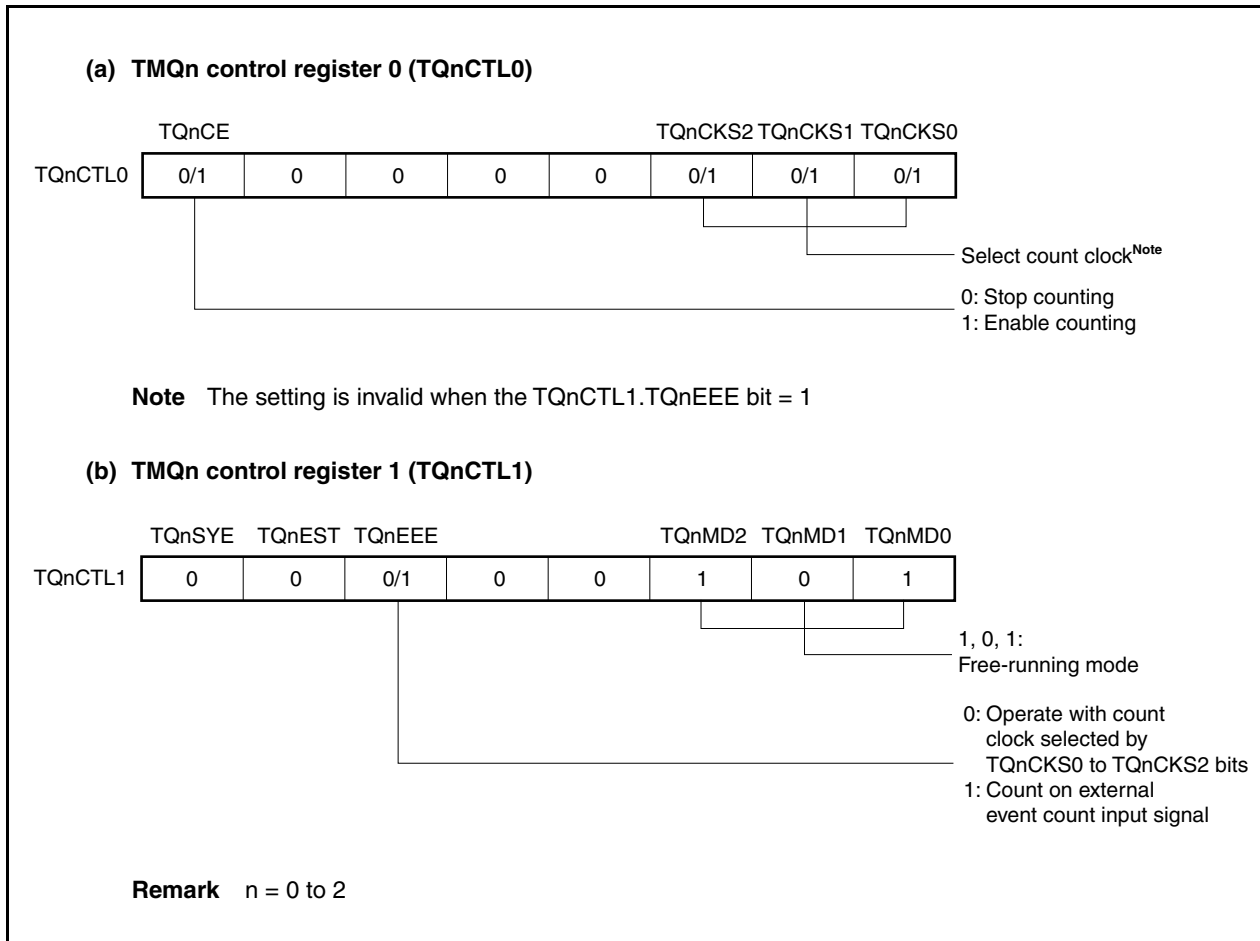 (a) TMQn control register 0 (TQnCTL0)
TQnCE TQnCKS2 TQnCKS1 TQnCKS0
TQnCTL0 0/1 0 0 0 0 0/1 0/1 0/1
Select count clockNote
0: Stop counting
1: Enable counting
Note The setting is invalid when the TQnCTL1.TQnEEE bit = 1
(b) TMQn control register 1 (TQnCTL1)
TQnSYE TQnEST TQnEEE TQnMD2 TQnMD1 TQnMD0
TQnCTL1 0 0 0/1 0 0 1 0 1
1, 0, 1:
Free-running mode
0: Operate with count
clock selected by
TQnCKS0 to TQnCKS2 bits
1: Count on external
event count input signal
Remark n = 0 to 2